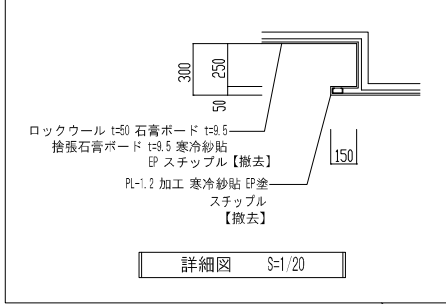 300
250
50
ロックウール t=50 石膏ボード t=9.5
捨張石膏ボード t=9.5 寒冷紗貼
EP スチップル【撤去】
150
PL-1.2 加工 寒冷紗貼 EP塗
スチップル
【撤去】
詳細図 S=1/20